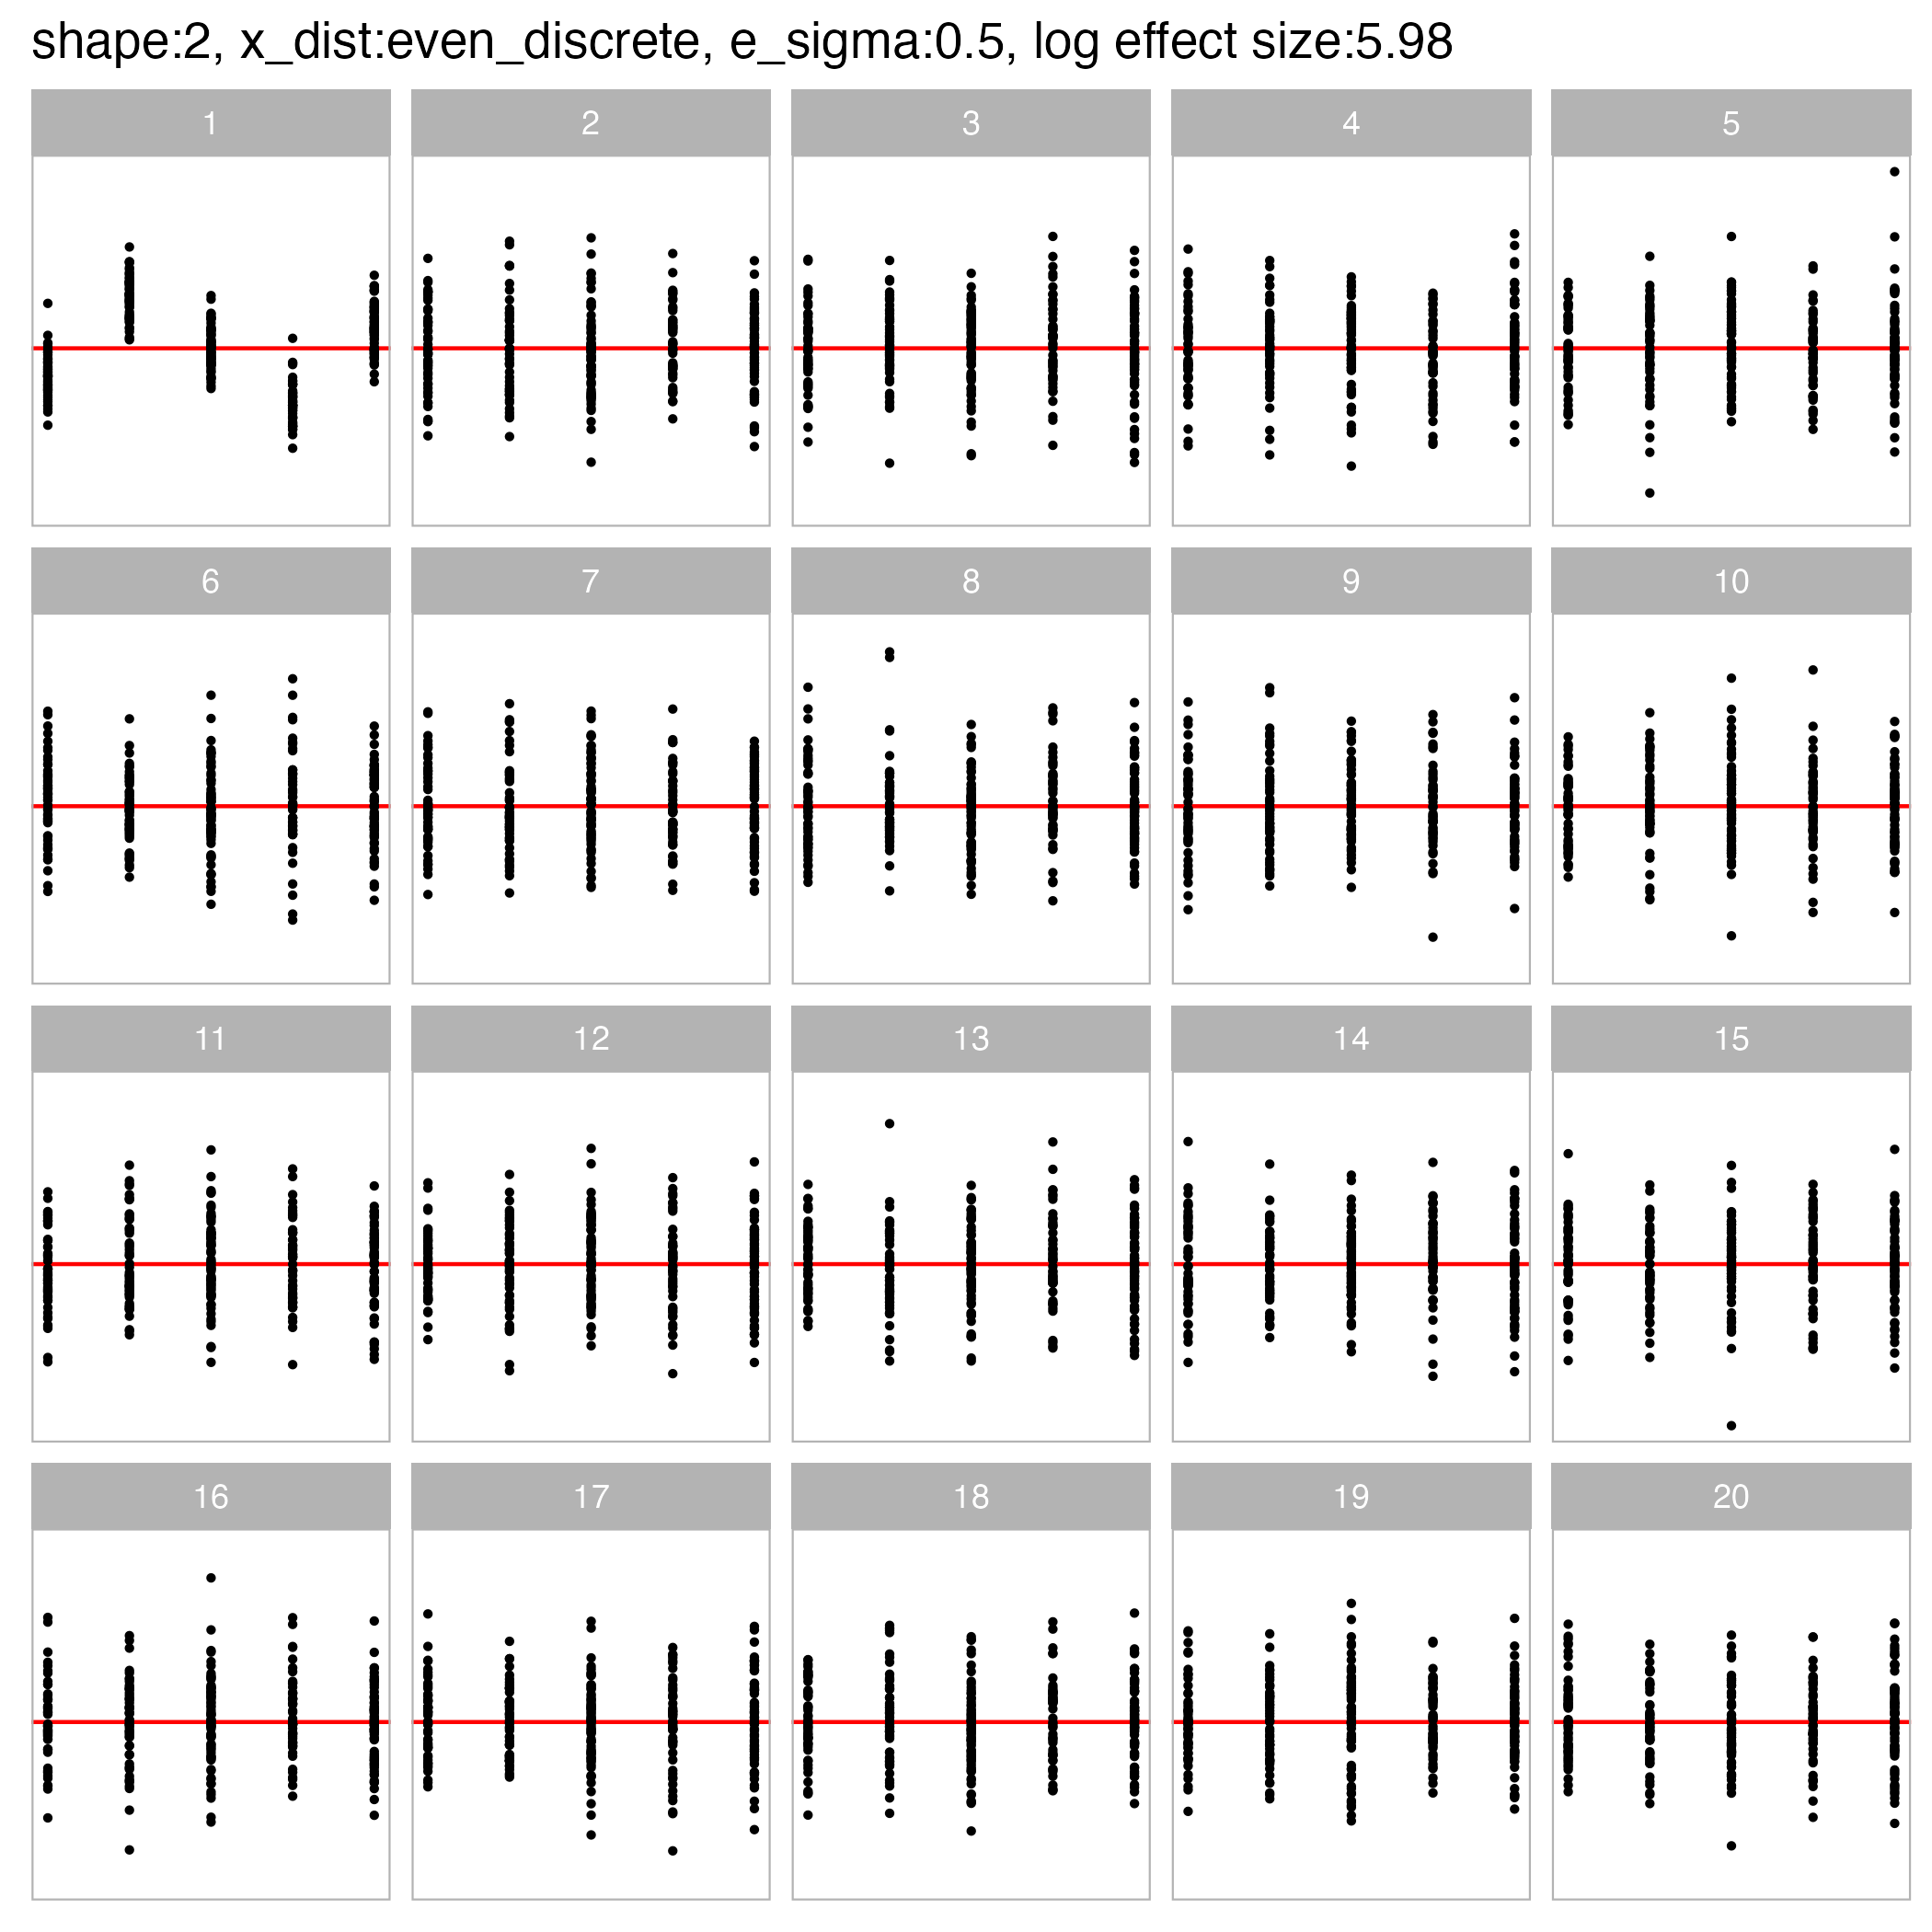 shape:2, x_dist:even_discrete, e_sigma:0.5, log effect size:5.98
1 2 3 4 5
6 7 8 9 10
11 12 13 14 15
16 17 18 19 20